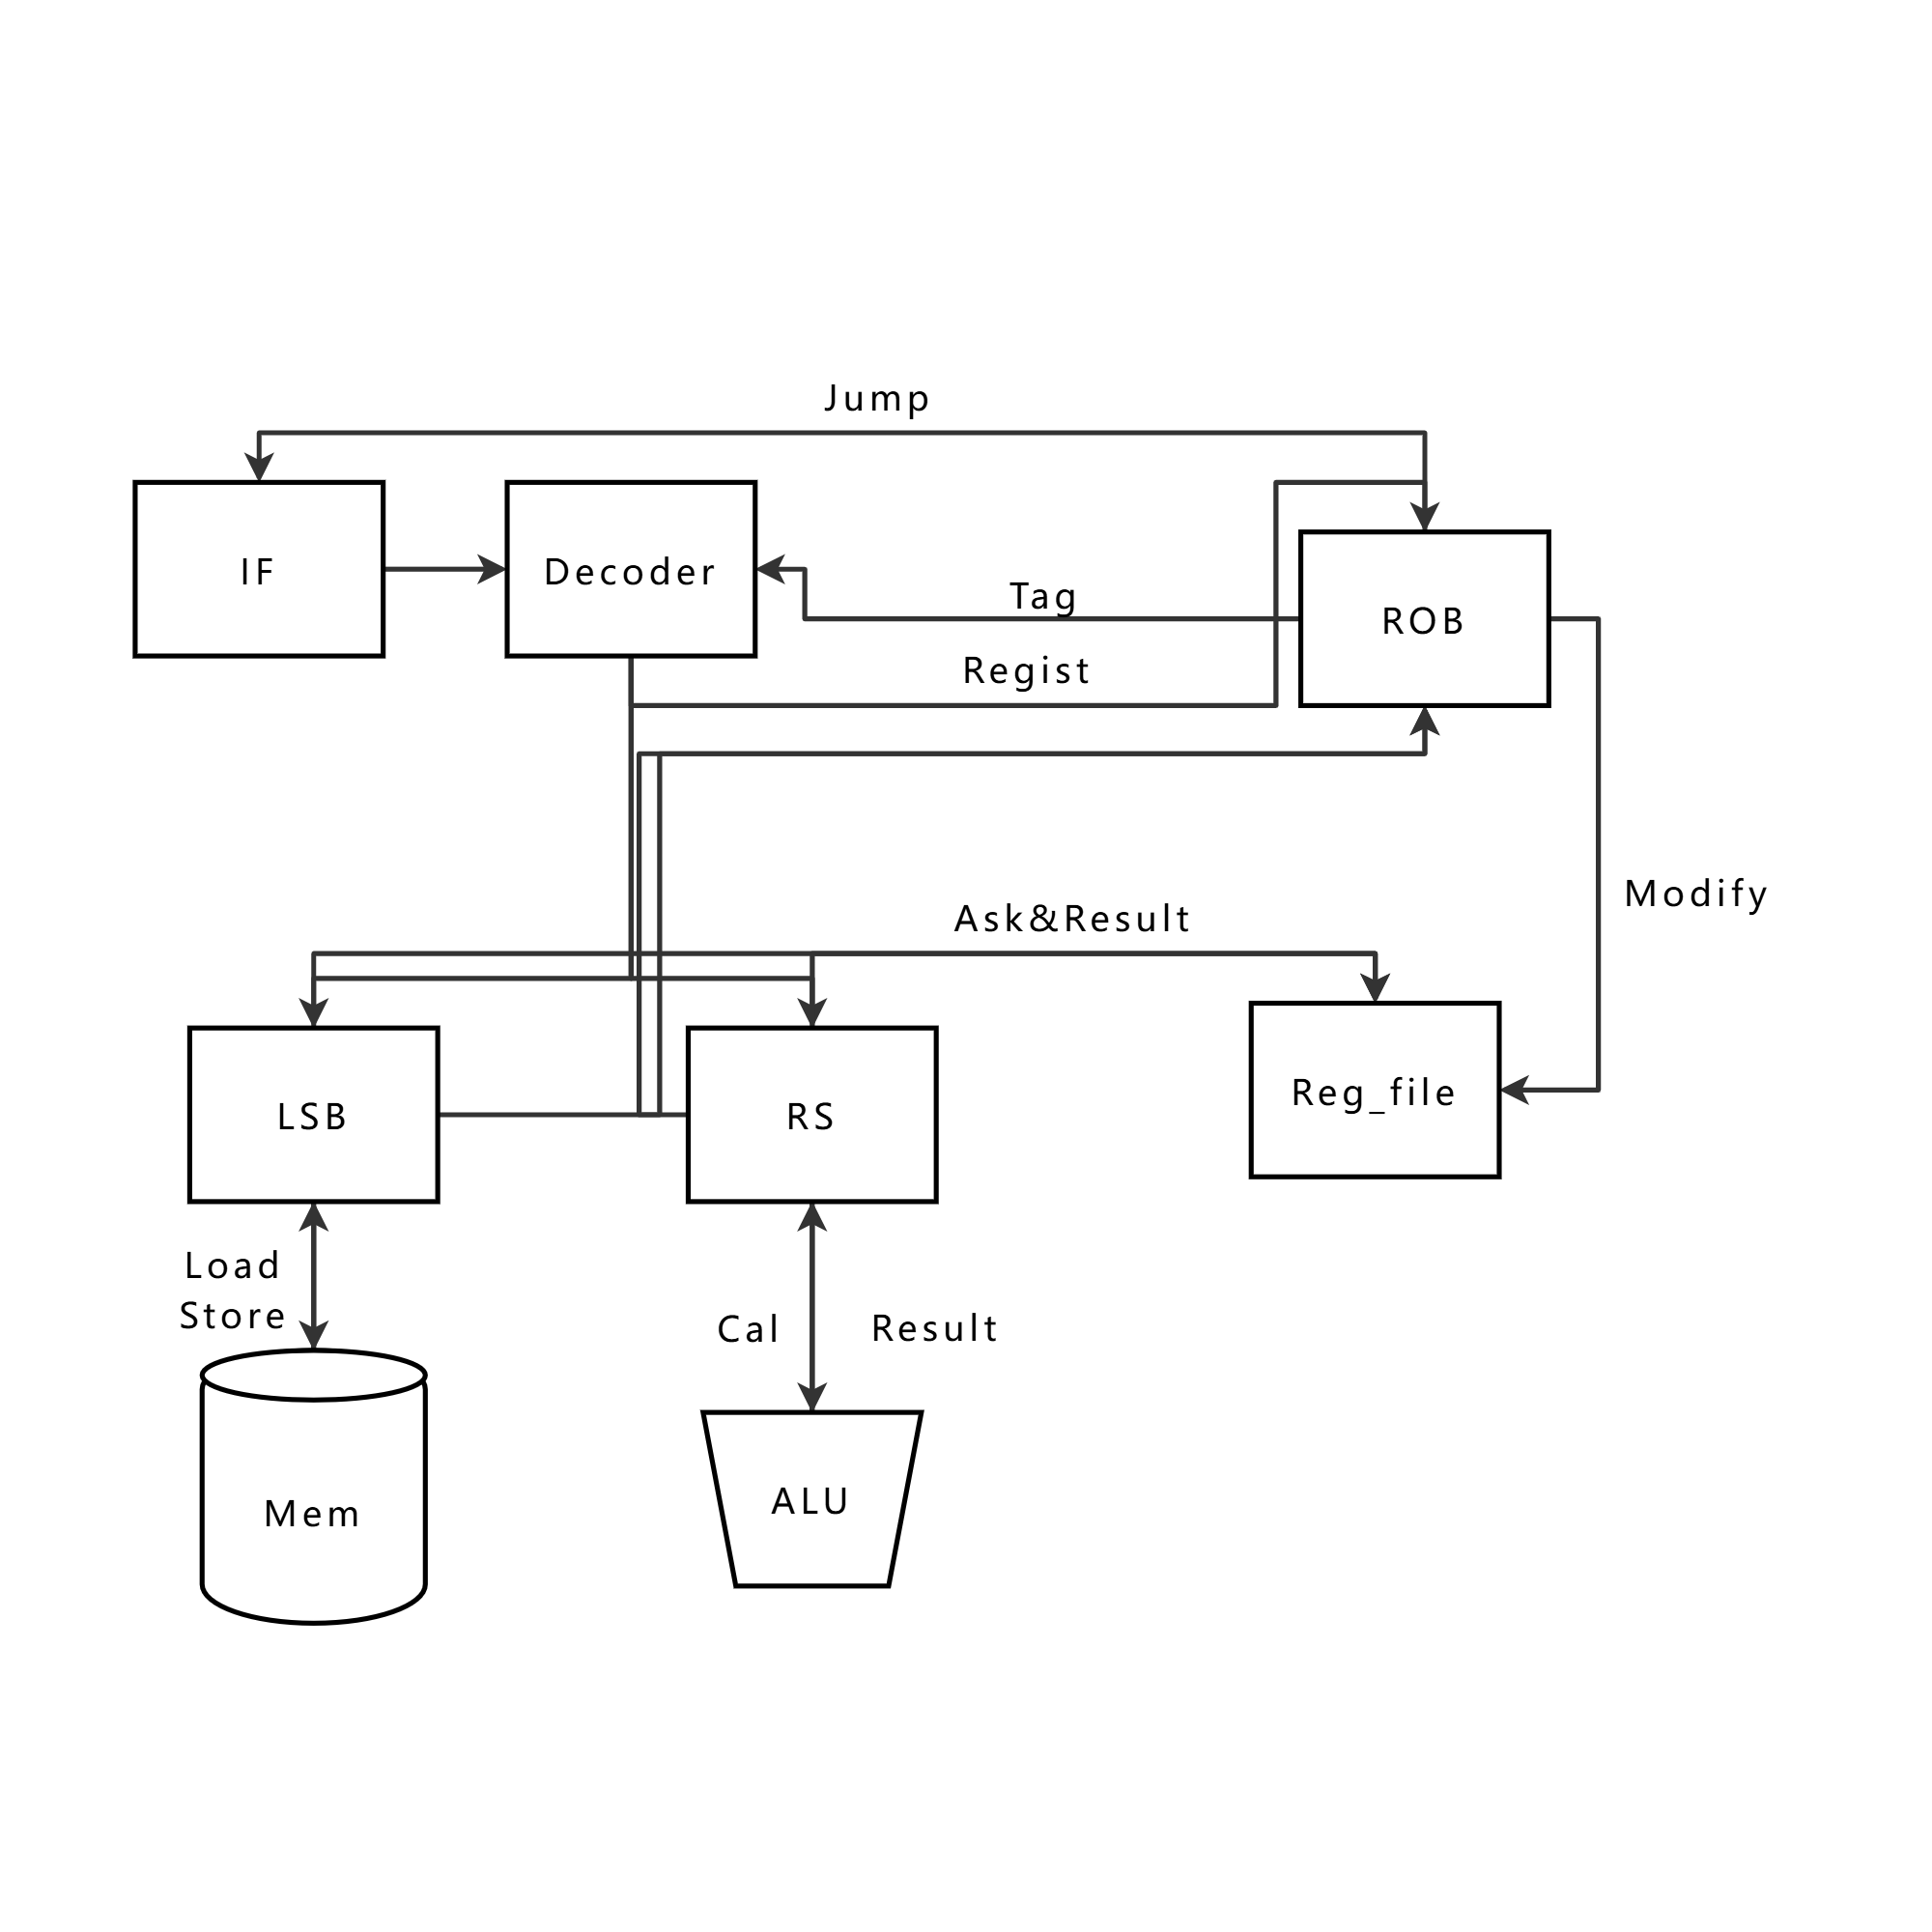 Jump
IF
Decoder
Tag
ROB
Regist
Modify
Ask&Result
LSB
RS
Reg_file
Load
Store
Cal
Result
Mem
ALU